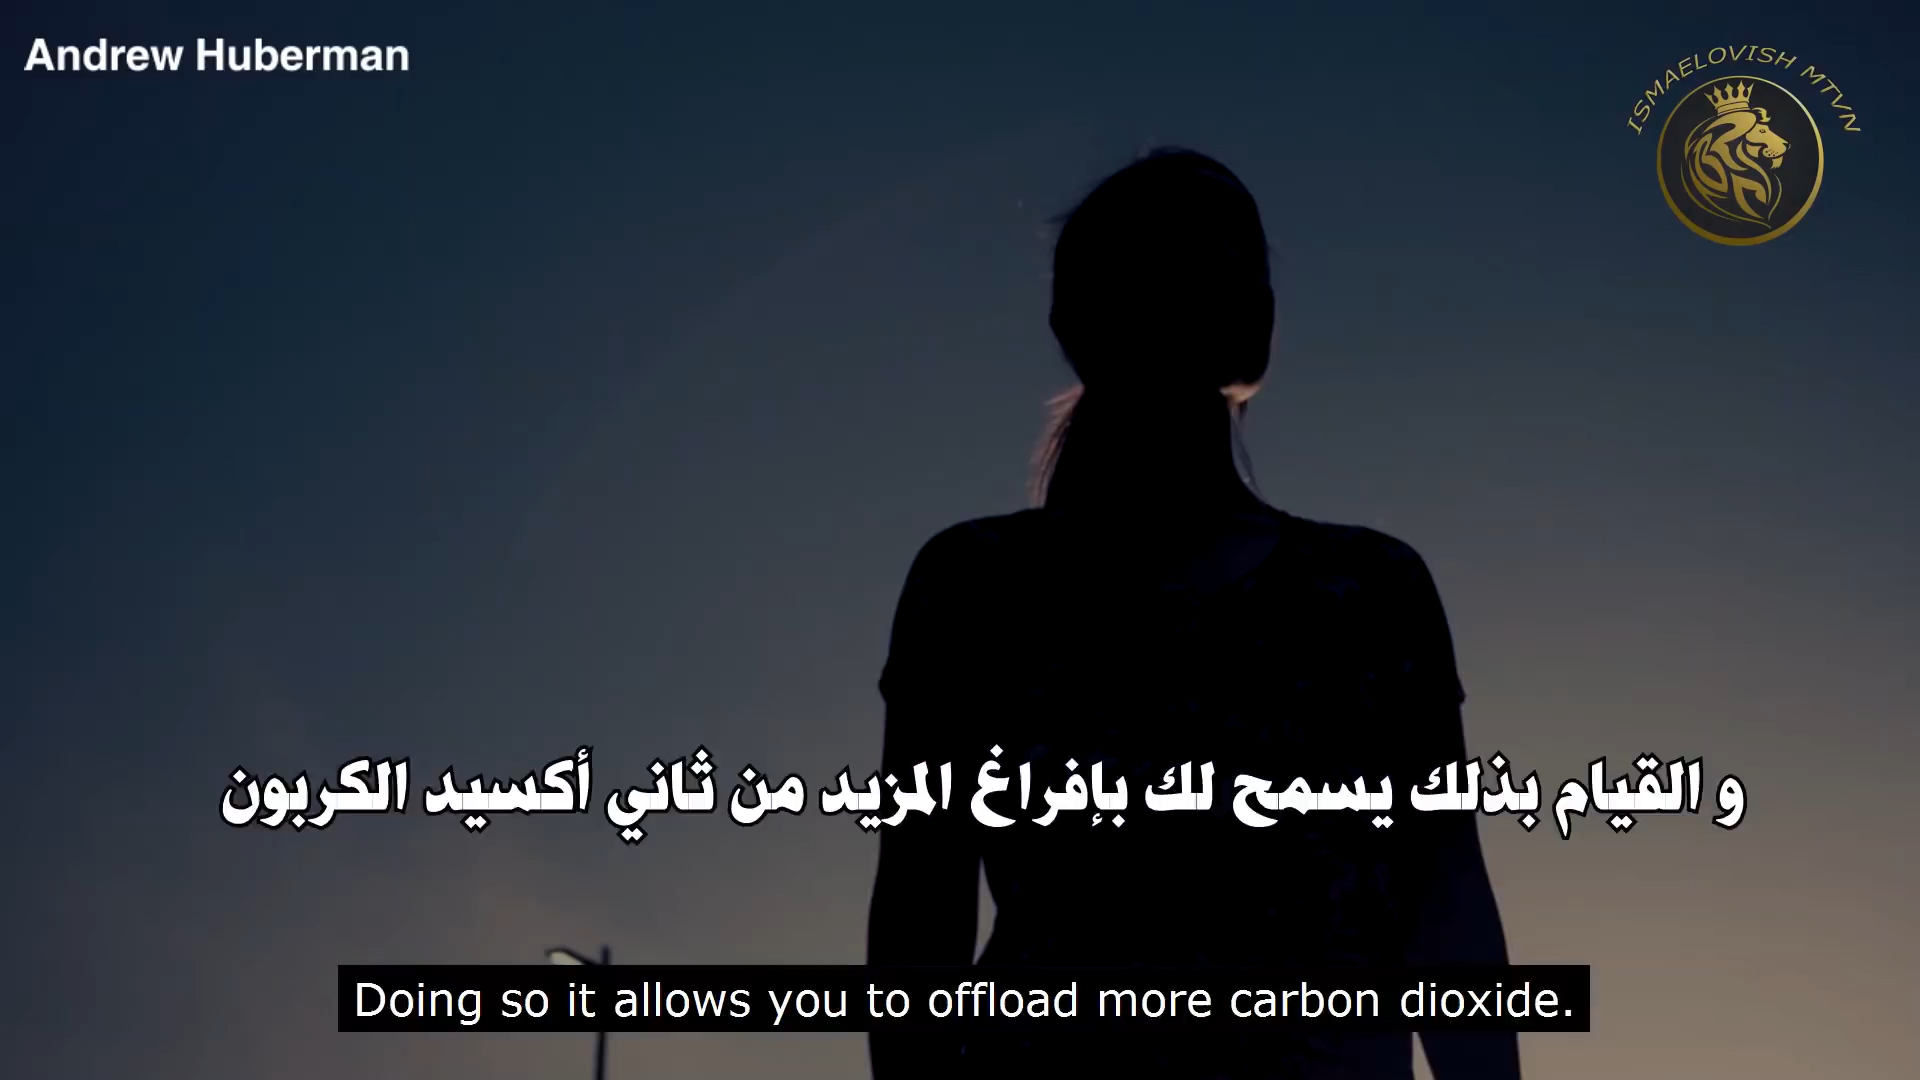 Andrew Huberman
ISMAELOVISH MTVN
و القيام بذلك يسمح لك بإفراغ المزيد من ثاني أكسيد الكربون
Doing so it allows you to offload more carbon dioxide.